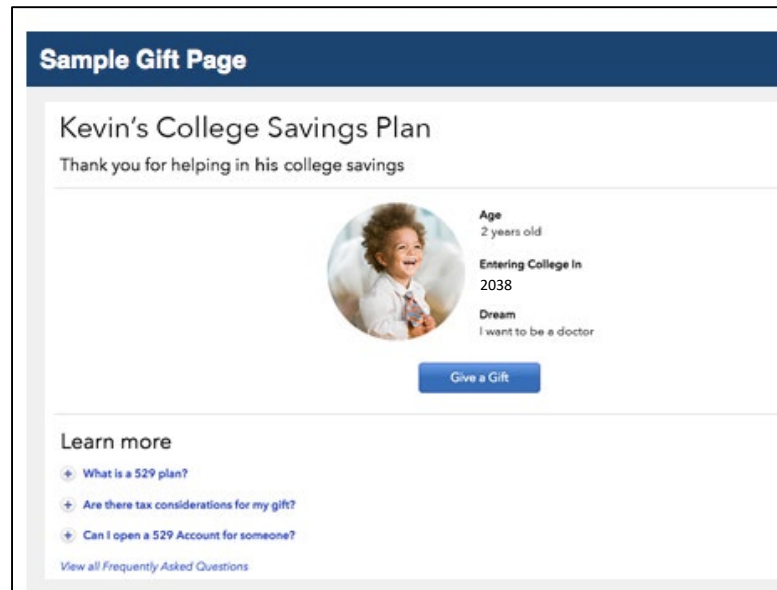 Sample Gift Page
Kevin's College Savings Plan
Thank you for helping in his college savings
Age
2 years old
Entering College In
2038
Dream
I want to be a doctor
Give a Gift
Learn more
What is a 529 plan?
Are there tax considerations for my gift?
Can I open a 529 Account for someone?
View all Frequently Asked Questions